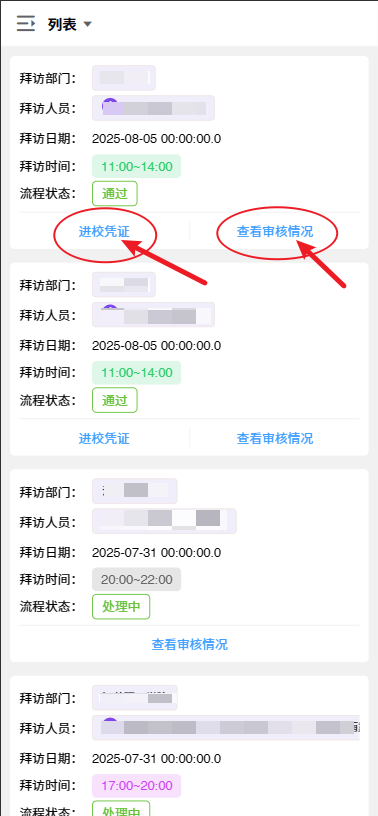 列表
拜访部门：
拜访人员：
拜访日期： 2025-08-05 00:00:00.0
拜访时间： 11:00~14:00
流程状态： 通过
进校凭证 查看审核情况
拜访部门：
拜访人员：
拜访日期： 2025-08-05 00:00:00.0
拜访时间： 11:00~14:00
流程状态： 通过
进校凭证 查看审核情况
拜访部门：
拜访人员：
拜访日期： 2025-07-31 00:00:00.0
拜访时间： 20:00~22:00
流程状态： 处理中
查看审核情况
拜访部门：
拜访人员：
拜访日期： 2025-07-31 00:00:00.0
拜访时间： 17:00~20:00
流程状态： 处理中